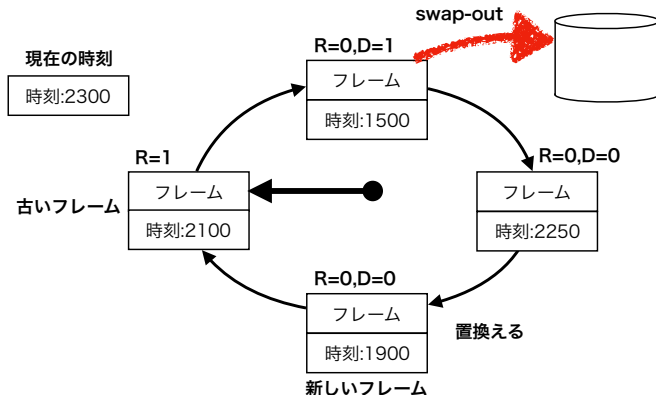 swap-out
R=0,D=1
現在の時刻
フレーム
時刻:2300
時刻:1500
R=1
R=0,D=0
フレーム
フレーム
古いフレーム
時刻:2100
時刻:2250
R=0,D=0
フレーム
置換える
時刻:1900
新しいフレーム